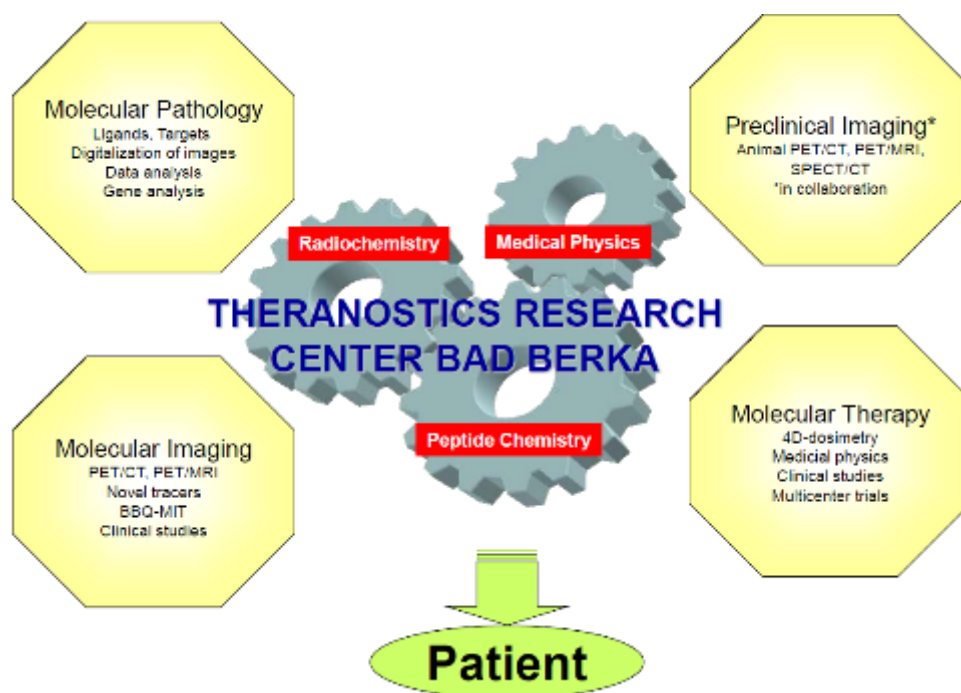 Molecular Pathology
Ligands, Targets
Digitalization of images
Data analysis
Gene analysis
Preclinical Imaging*
Animal PET/CT, PET/MRI,
SPECT/CT
*in collaboration
Radiochemistry
Medical Physics
THERANOSTICS RESEARCH
CENTER BAD BERKA
Peptide Chemistry
Molecular Imaging
PET/CT, PET/MRI
Novel tracers
BBQ-MIT
Clinical studies
Molecular Therapy
4D-dosimetry
Medicial physics
Clinical studies
Multicenter trials
Patient